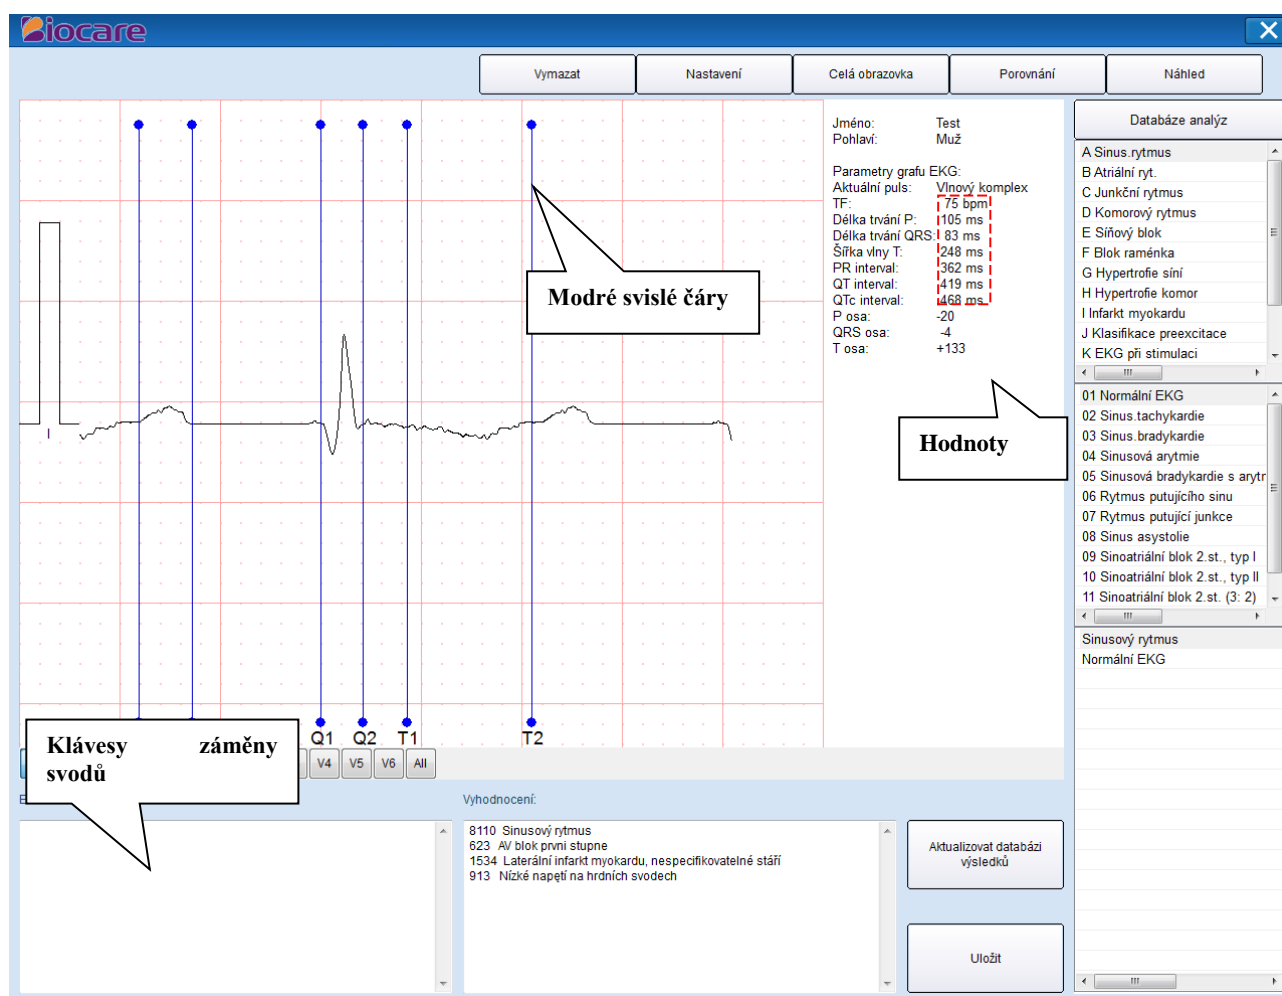 Biocare
Vymazat
Nastavení
Celá obrazovka
Porovnání
Náhled
Jméno: Test
Pohlaví: Muž
Parametry grafu EKG:
Aktuální puls: Vlnový komplex
TF: 75 bpm
Délka trvání P: 105 ms
Délka trvání QRS: 83 ms
Šířka vlny T: 248 ms
PR interval: 362 ms
QT interval: 419 ms
QTc interval: 468 ms
P osa: -20
QRS osa: -4
T osa: +133
Modré svislé čáry
Hodnoty
I
Q1 Q2 T1 T2
Klávesy záměny
svodů
V4 V5 V6 All
Databáze analýz
A Sinus.rytmus
B Atriální ryt.
C Junkční rytmus
D Komorový rytmus
E Síňový blok
F Blok raménka
G Hypertrofie síní
H Hypertrofie komor
I Infarkt myokardu
J Klasifikace preexcitace
K EKG při stimulaci
01 Normální EKG
02 Sinus.tachykardie
03 Sinus.bradykardie
04 Sinusová arytmie
05 Sinusová bradykardie s arytr
06 Rytmus putujícího sinu
07 Rytmus putující junkce
08 Sinus asystolie
09 Sinoatriální blok 2.st., typ I
10 Sinoatriální blok 2.st., typ II
11 Sinoatriální blok 2.st. (3: 2)
Sinusový rytmus
Normální EKG
Vyhodnocení:
8110 Sinusový rytmus
623 AV blok prvni stupne
1534 Laterální infarkt myokardu, nespecifikovatelné stáří
913 Nízké napetí na hrdních svodech
Aktualizovat databázi
výsledků
Uložit